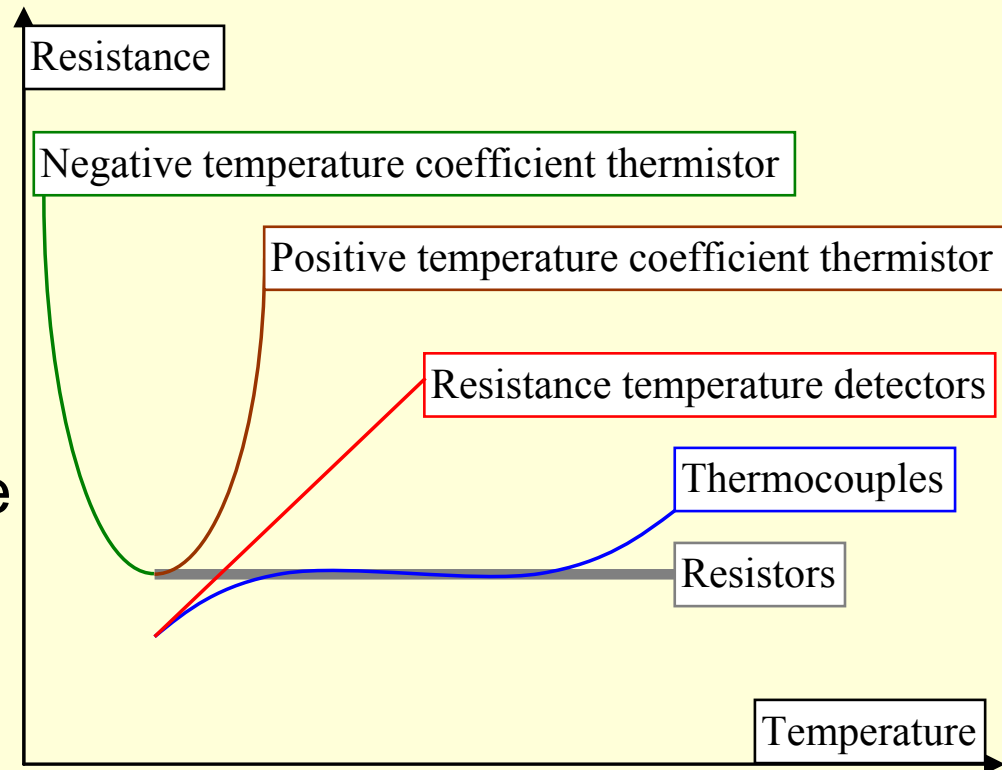 Resistance
Negative temperature coefficient thermistor
Positive temperature coefficient thermistor
Resistance temperature detectors
Thermocouples
e
Resistors
Temperature